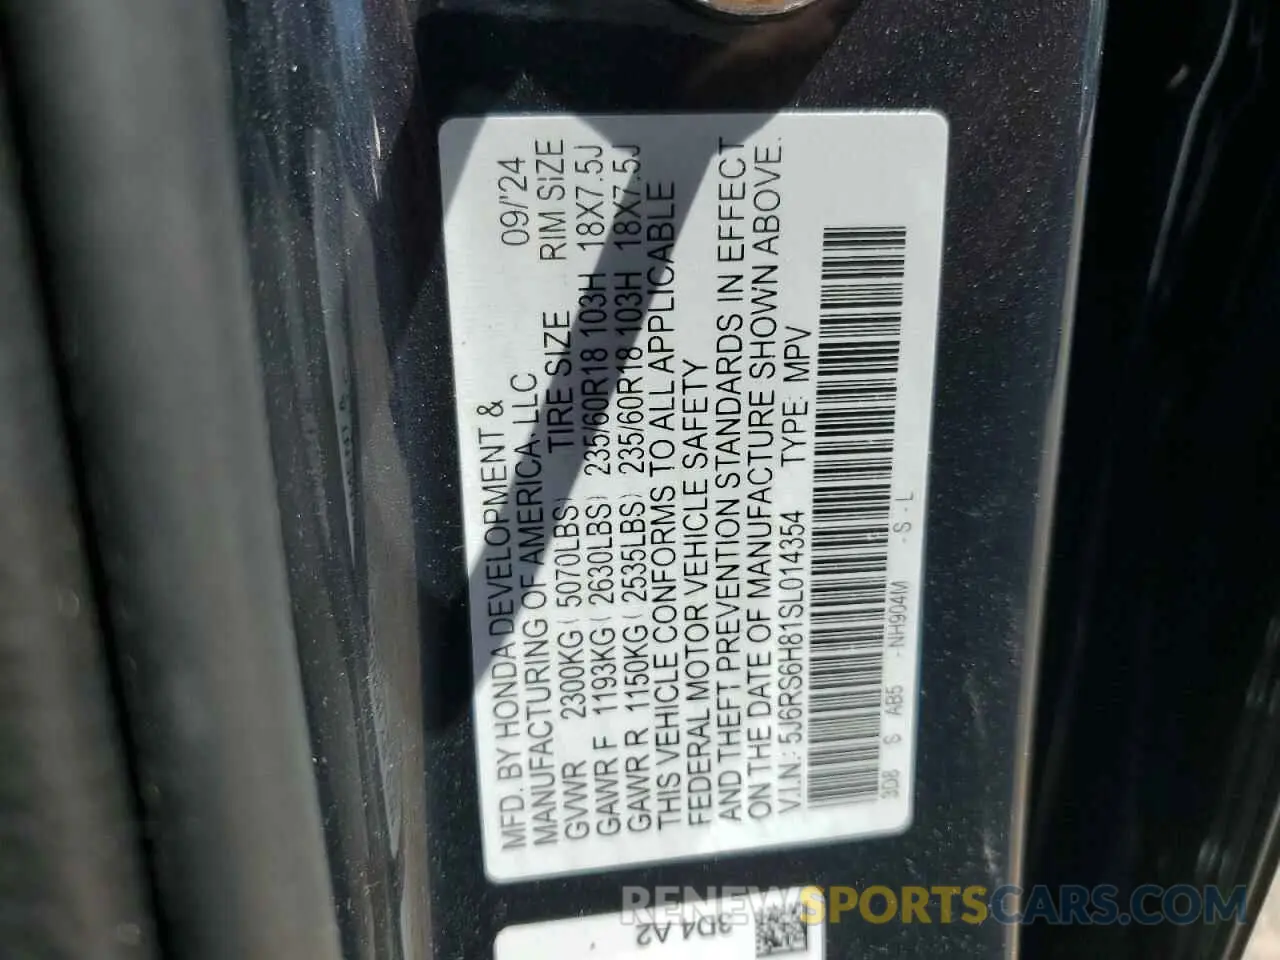 MFD. BY HONDA DEVELOPMENT & 09/'24
MANUFACTURING OF AMERICA, LLC
TIRE SIZE RIM SIZE
GVWR 2300KG ( 5070LBS)
GAWR F 1193KG ( 2630LBS) 235/60R18 103H 18X7.5J
GAWR R 1150KG ( 2535LBS) 235/60R18 103H 18X7.5J
THIS VEHICLE CONFORMS TO ALL APPLICABLE
FEDERAL MOTOR VEHICLE SAFETY
AND THEFT PREVENTION STANDARDS IN EFFECT
ON THE DATE OF MANUFACTURE SHOWN ABOVE.
V.I.N.: 5J6RS6H81SL014354 TYPE: MPV
3D8 S AB5 -NH904M -S-L
3D4 A2
RENEWSPORTSCARS.COM